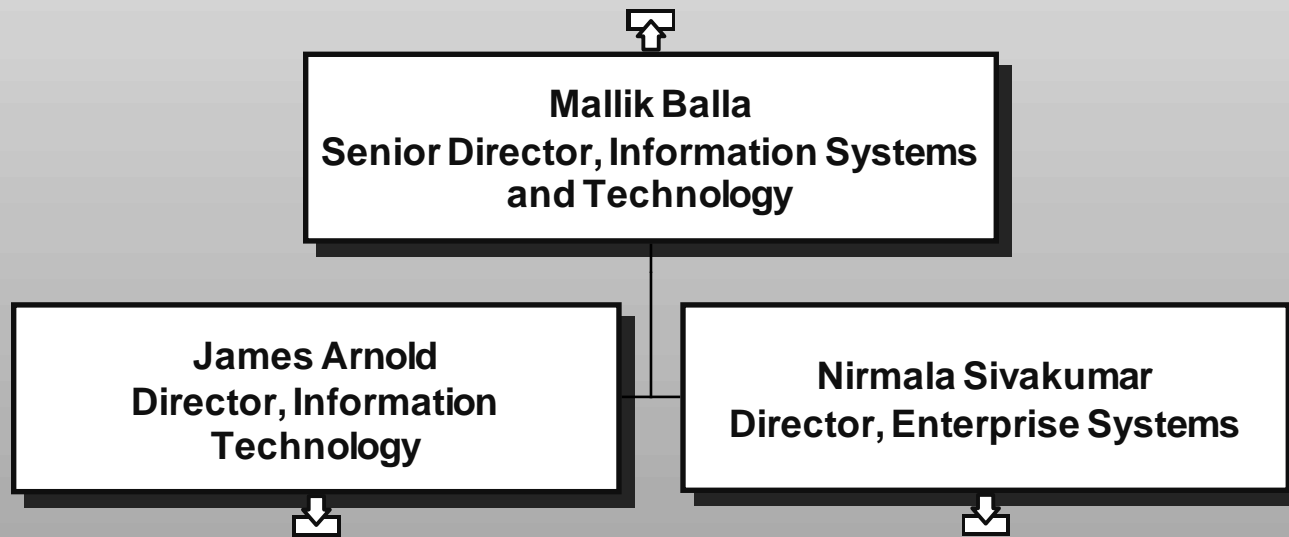 Mallik Balla
Senior Director, Information Systems
and Technology
James Arnold
Director, Information
Technology
Nirmala Sivakumar
Director, Enterprise Systems